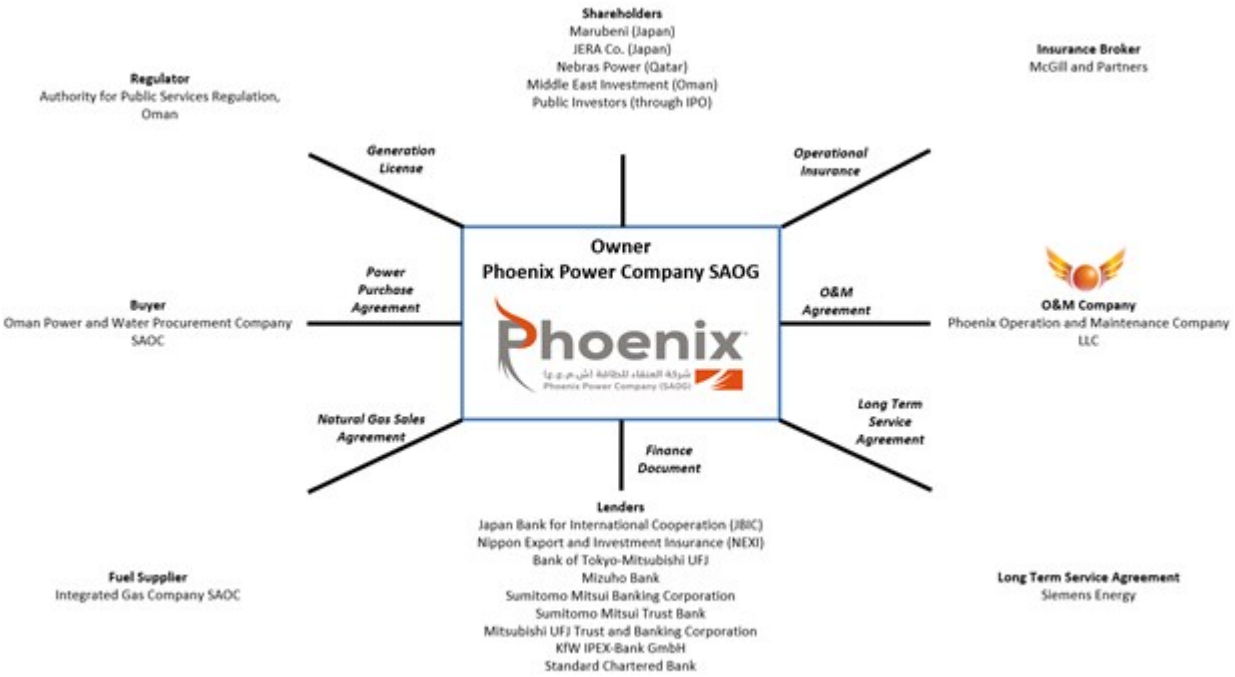 Shareholders
Marubeni (Japan)
JERA Co. (Japan)
Nebras Power (Qatar)
Middle East Investment (Oman)
Public Investors (through IPO)
Insurance Broker
McGill and Partners
Regulator
Authority for Public Services Regulation,
Oman
Generation
License
Operational
Insurance
Owner
Phoenix Power Company SAOG
Phoenix
شركة العنقاء للطاقة (ش.م.ع.ع)
Phoenix Power Company (SAOG)
Power
Purchase
Agreement
Buyer
Oman Power and Water Procurement Company
SAOC
O&M
Agreement
O&M Company
Phoenix Operation and Maintenance Company
LLC
Natural Gas Sales
Agreement
Finance
Document
Long Term
Service
Agreement
Lenders
Japan Bank for International Cooperation (JBIC)
Nippon Export and Investment Insurance (NEXI)
Bank of Tokyo-Mitsubishi UFJ
Mizuho Bank
Sumitomo Mitsui Banking Corporation
Sumitomo Mitsui Trust Bank
Mitsubishi UFJ Trust and Banking Corporation
KfW IPEX-Bank GmbH
Standard Chartered Bank
Fuel Supplier
Integrated Gas Company SAOC
Long Term Service Agreement
Siemens Energy